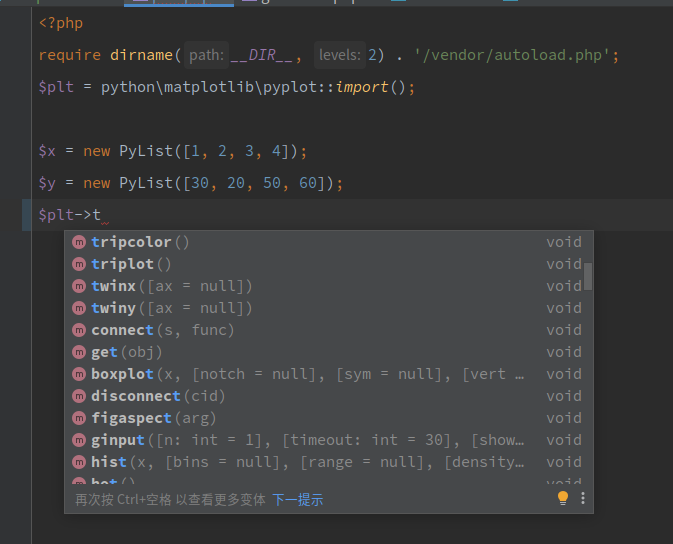 <?php
require dirname( path: __DIR__, levels: 2) . '/vendor/autoload.php';
$plt = python\matplotlib\pyplot::import();
$x = new PyList([1, 2, 3, 4]);
$y = new PyList([30, 20, 50, 60]);
$plt->t
m tripcolor() void
m triplot() void
m twinx([ax = null]) void
m twiny([ax = null]) void
m connect(s, func) void
m get(obj) void
m boxplot(x, [notch = null], [sym = null], [vert … void
m disconnect(cid) void
m figaspect(arg) void
m ginput([n: int = 1], [timeout: int = 30], [show… void
m hist(x, [bins = null], [range = null], [density… void
再次按 Ctrl+空格 以查看更多变体 下一提示